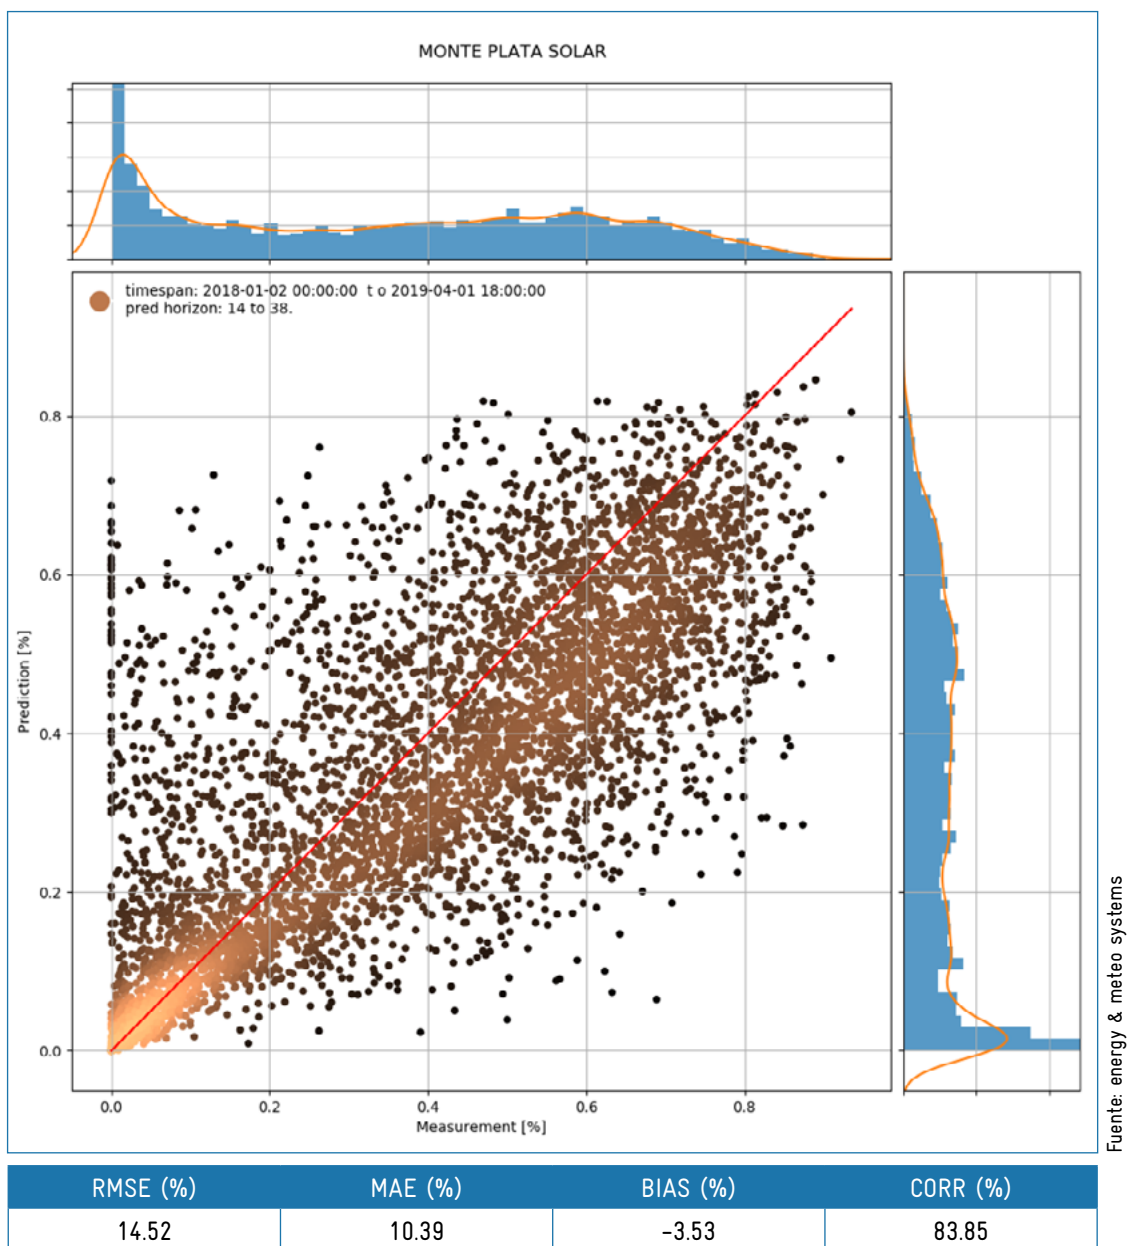 MONTE PLATA SOLAR
timespan: 2018-01-02 00:00:00 t o 2019-04-01 18:00:00
pred horizon: 14 to 38.
0.8
0.6
0.4
0.2
0.0
Prediction [%]
0.0 0.2 0.4 0.6 0.8
Measurement [%]
Fuente: energy & meteo systems
RMSE (%) MAE (%) BIAS (%) CORR (%)
14.52 10.39 -3.53 83.85